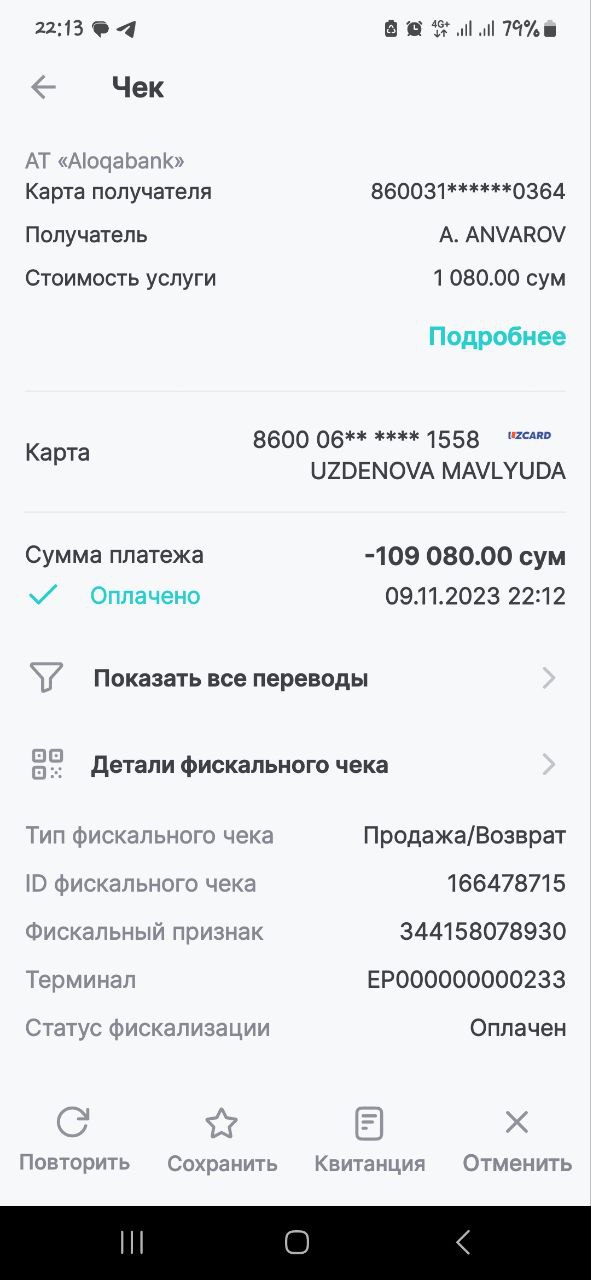 22:13 4G+ 79%
Чек
АТ «Aloqabank»
Карта получателя 860031******0364
Получатель A. ANVAROV
Стоимость услуги 1 080.00 сум
Подробнее
8600 06** **** 1558 UZCARD
Карта
UZDENOVA MAVLYUDA
Сумма платежа -109 080.00 сум
Оплачено 09.11.2023 22:12
Показать все переводы
Детали фискального чека
Тип фискального чека Продажа/Возврат
ID фискального чека 166478715
Фискальный признак 344158078930
Терминал EP000000000233
Статус фискализации Оплачен
Повторить Сохранить Квитанция Отменить